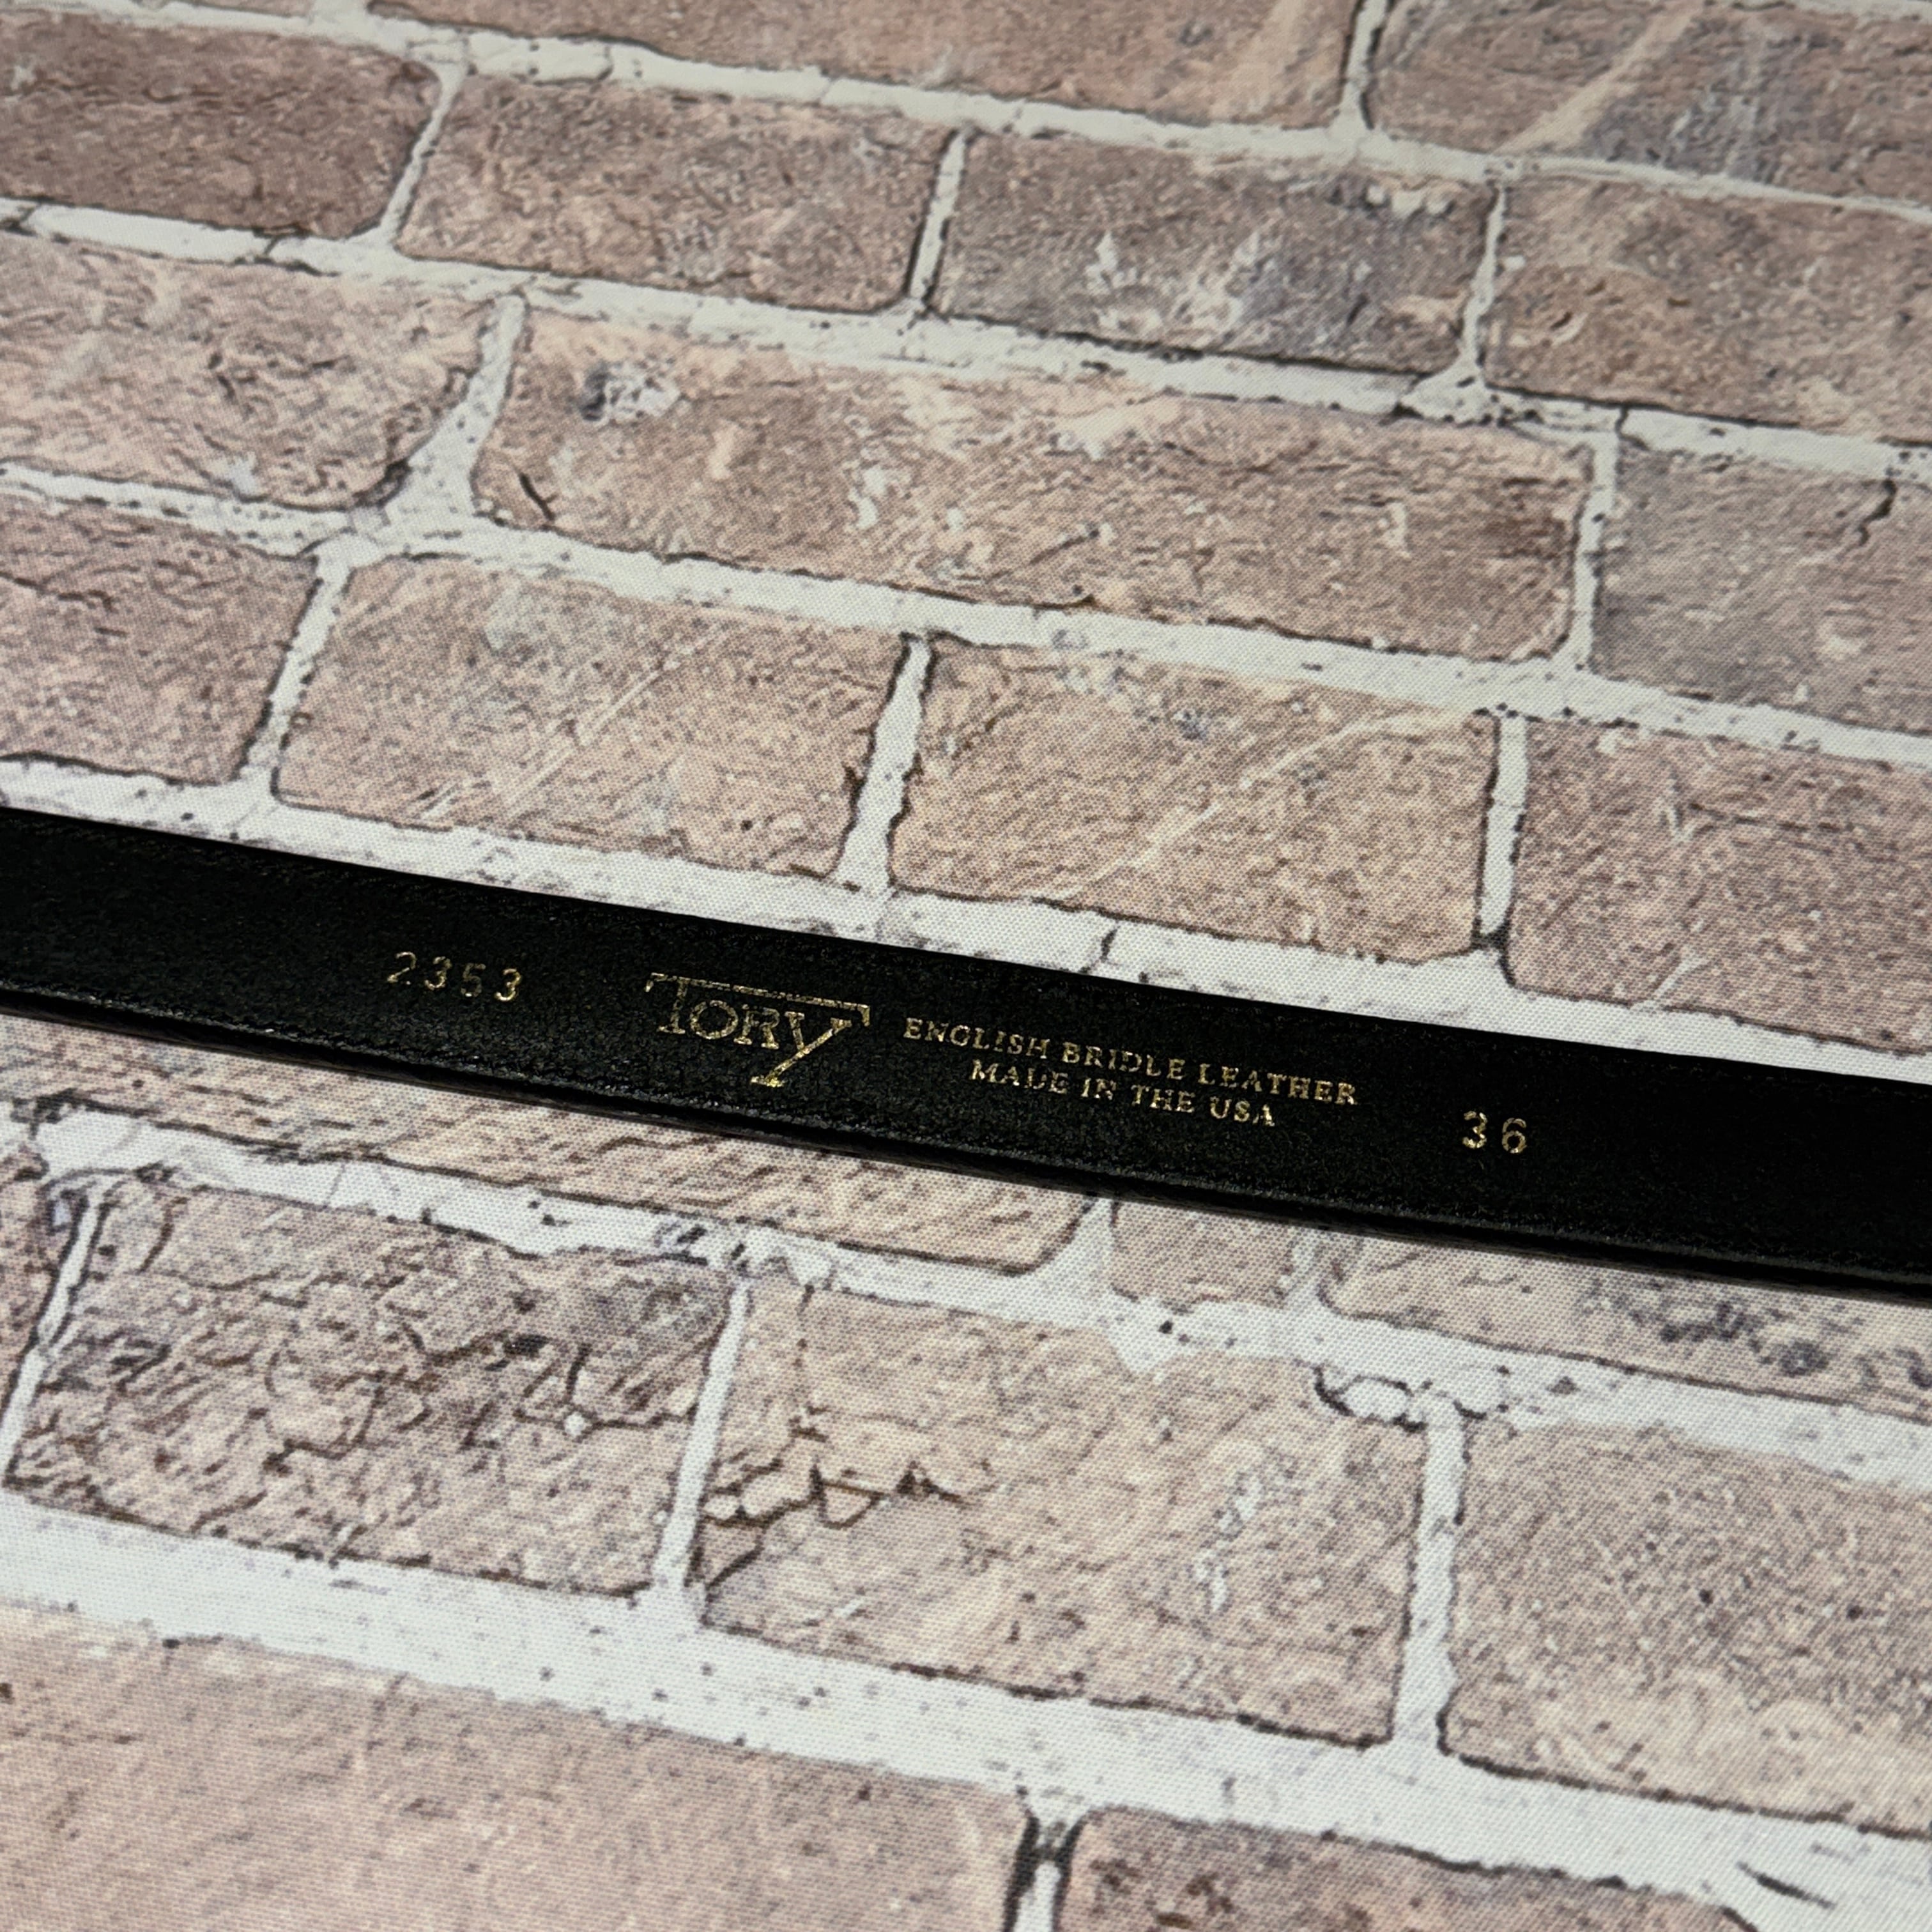 2353
TORY
ENGLISH BRIDLE LEATHER
MADE IN THE USA
36